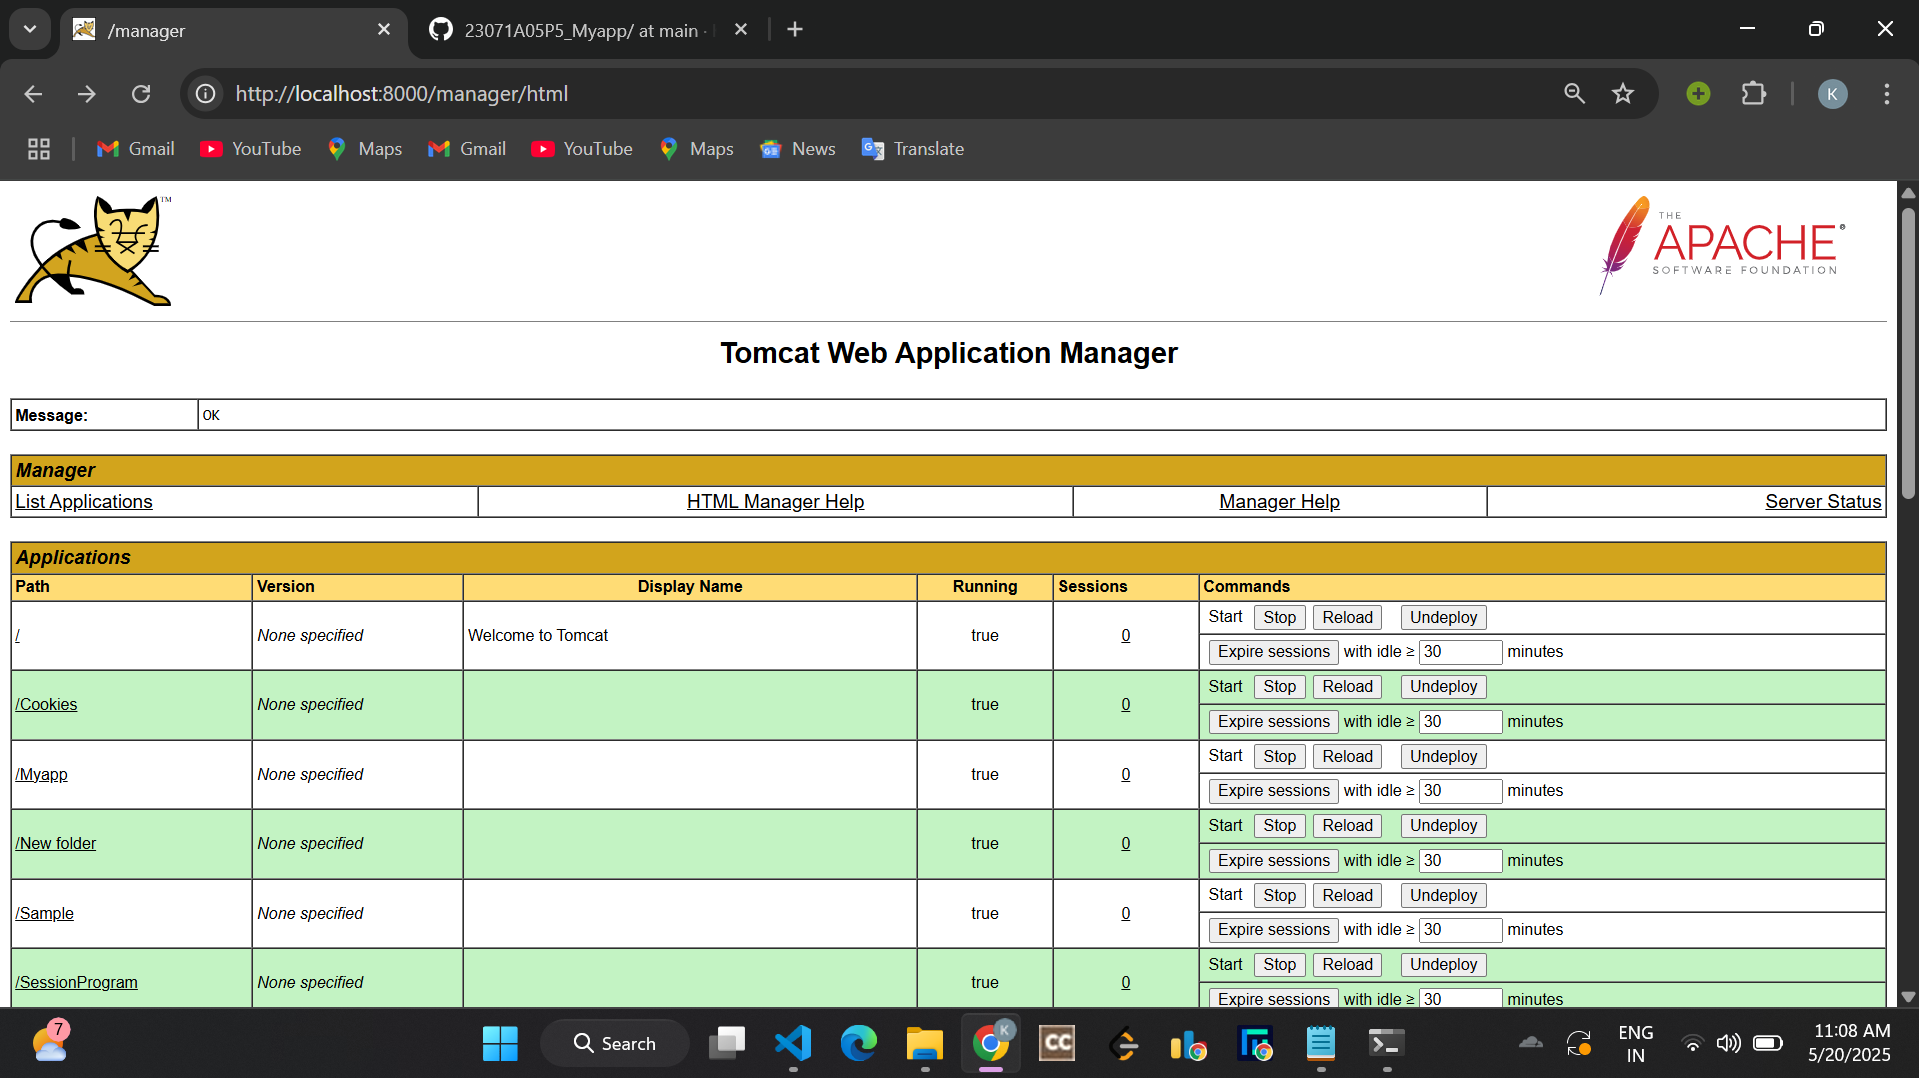 /manager
23071A05P5_Myapp/ at main ·
http://localhost:8000/manager/html
K
Gmail YouTube Maps Gmail YouTube Maps News Translate
TM
THE
APACHE®
SOFTWARE FOUNDATION
Tomcat Web Application Manager
Message: OK
Manager
List Applications HTML Manager Help Manager Help Server Status
Applications
Path Version Display Name Running Sessions Commands
/ None specified Welcome to Tomcat true 0 Start Stop Reload Undeploy
Expire sessions with idle ≥ 30 minutes
/Cookies None specified true 0 Start Stop Reload Undeploy
Expire sessions with idle ≥ 30 minutes
/Myapp None specified true 0 Start Stop Reload Undeploy
Expire sessions with idle ≥ 30 minutes
/New folder None specified true 0 Start Stop Reload Undeploy
Expire sessions with idle ≥ 30 minutes
/Sample None specified true 0 Start Stop Reload Undeploy
Expire sessions with idle ≥ 30 minutes
/SessionProgram None specified true 0 Start Stop Reload Undeploy
Expire sessions with idle ≥ 30 minutes
7
Search
K
CC
ENG
IN
11:08 AM
5/20/2025